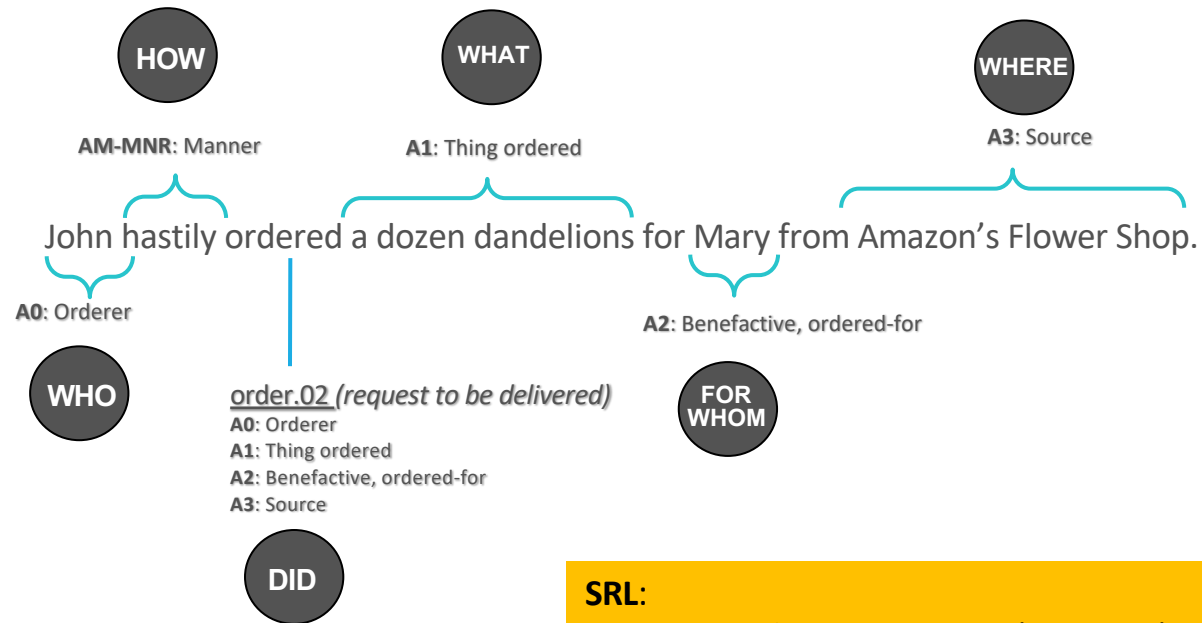 HOW
WHAT
WHERE
AM-MNR: Manner
A1: Thing ordered
A3: Source
John hastily ordered a dozen dandelions for Mary from Amazon’s Flower Shop.
A0: Orderer
A2: Benefactive, ordered-for
WHO
order.02 (request to be delivered)
A0: Orderer
A1: Thing ordered
A2: Benefactive, ordered-for
A3: Source
FOR
WHOM
DID
SRL: